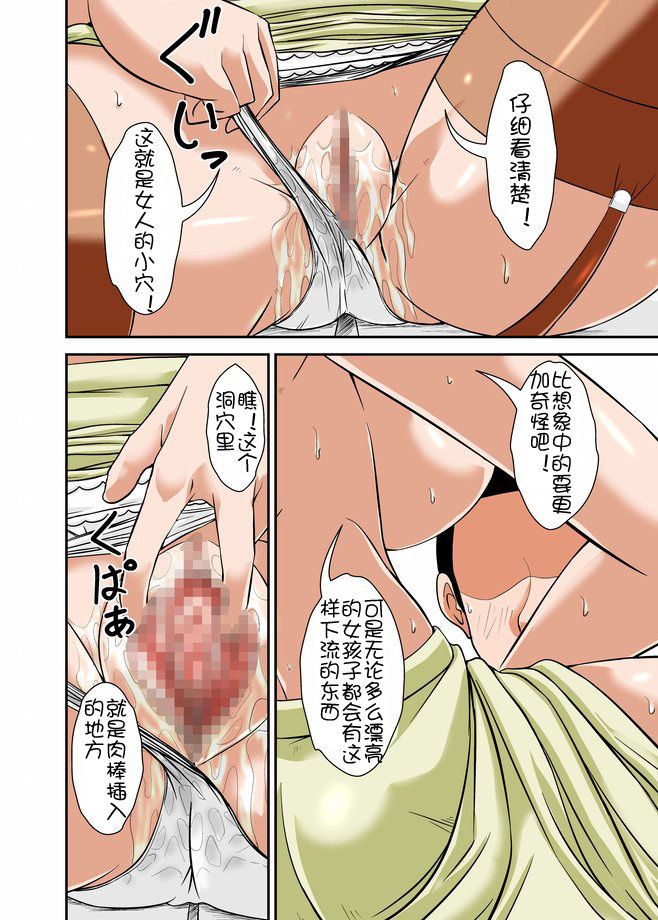 仔细看清楚！
这就是女人的小穴！
ぐいっ
比想象中的要更
加奇怪吧！
可是无论多么漂亮
的女孩子都会有这
样下流的东西
瞧！这个
洞穴里
くぱあ
就是肉棒插入
的地方